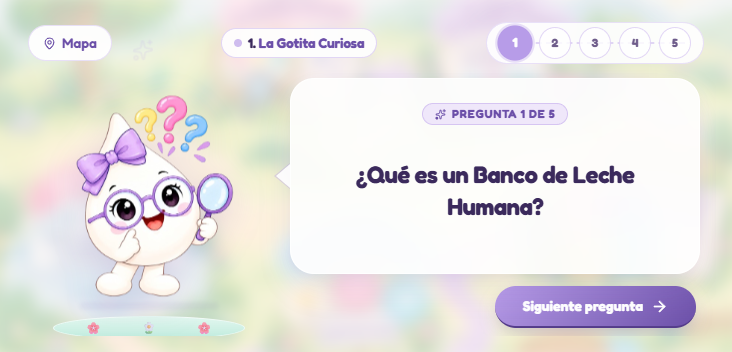 Mapa
1. La Gotita Curiosa
1 2 3 4 5
???
PREGUNTA 1 DE 5
¿Qué es un Banco de Leche
Humana?
Siguiente pregunta →